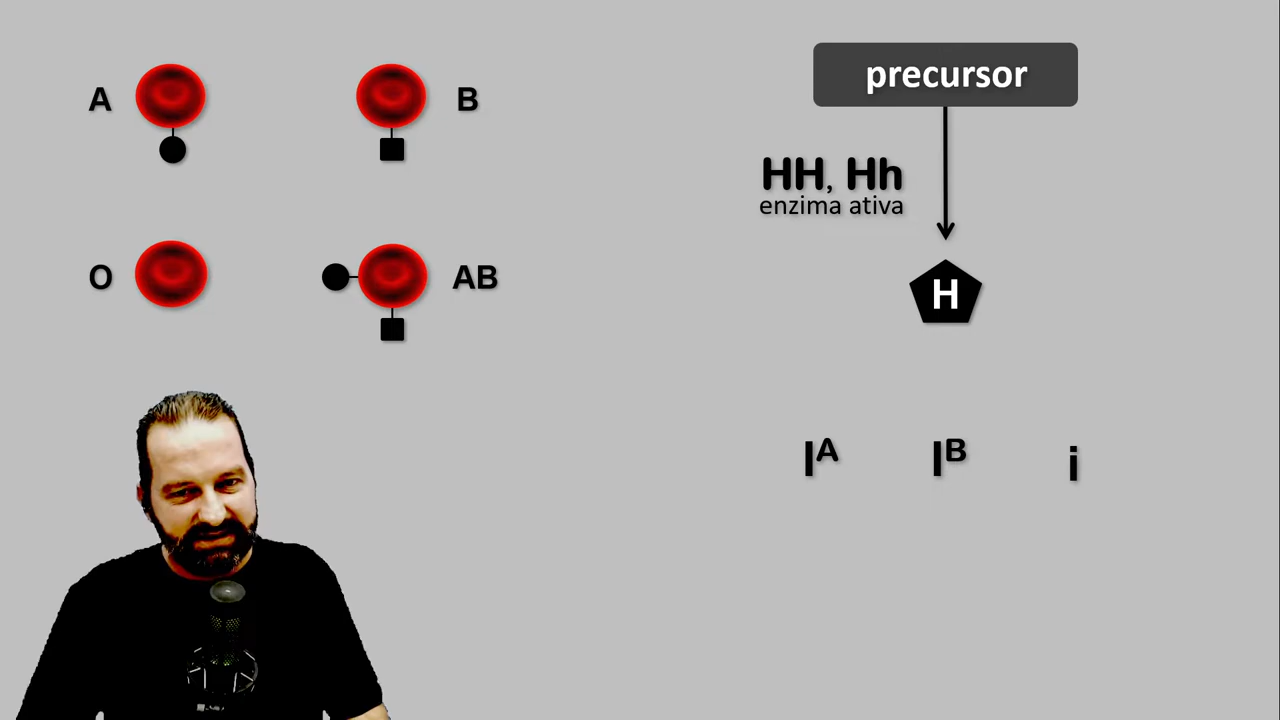 A
B
O
AB
precursor
HH, Hh
enzima ativa
H
Iᴬ Iᴮ i